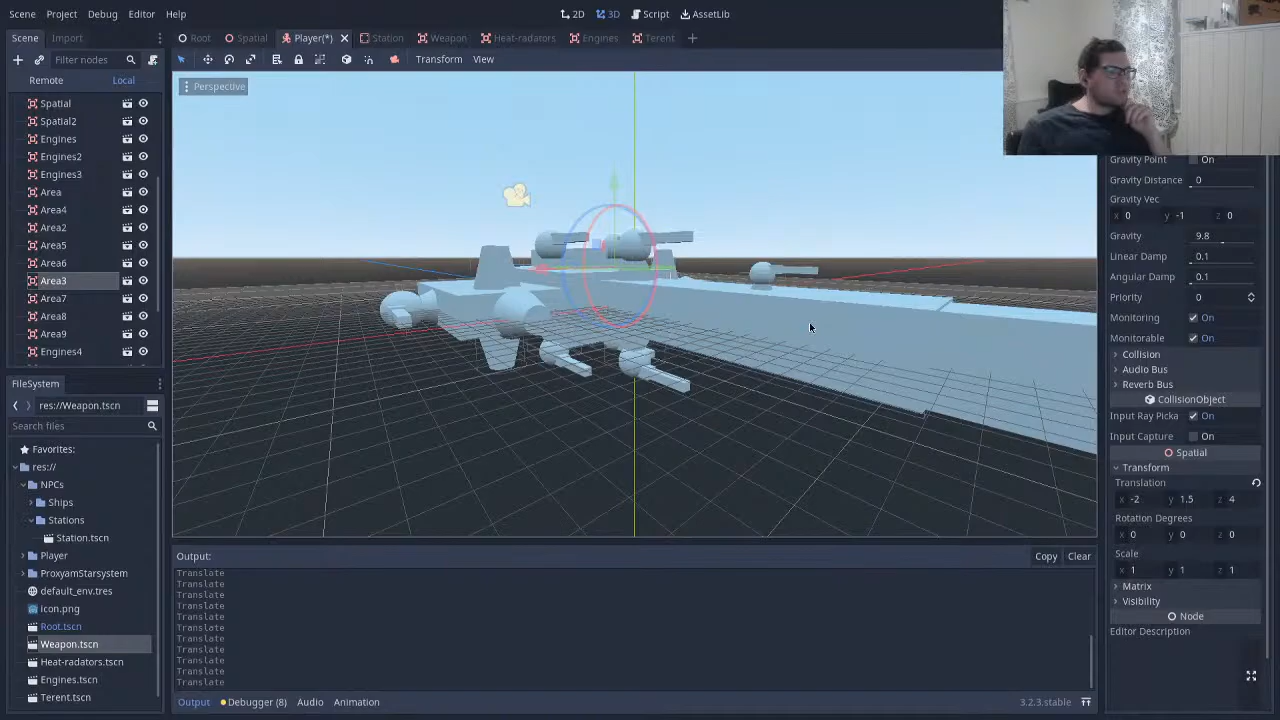 Scene Project Debug Editor Help
2D 3D Script AssetLib
Scene Import
Root Spatial Player(*) Station Weapon Heat-radators Engines Terent
Filter nodes
Transform View
Remote Local
Perspective
Spatial
Spatial2
Engines
Engines2
Engines3
Area
Area4
Area2
Area5
Area6
Area3
Area7
Area8
Area9
Engines4
FileSystem
res://Weapon.tscn
Search files
Favorites:
res://
NPCs
Ships
Stations
Station.tscn
Player
ProxyamStarsystem
default_env.tres
icon.png
Root.tscn
Weapon.tscn
Heat-radators.tscn
Engines.tscn
Terent.tscn
Output:
Copy Clear
Translate
Translate
Translate
Translate
Translate
Translate
Translate
Translate
Translate
Translate
Translate
Output Debugger (8) Audio Animation
3.2.3.stable
Gravity Point On
Gravity Distance 0
Gravity Vec
x 0 y -1 z 0
Gravity 9.8
Linear Damp 0.1
Angular Damp 0.1
Priority 0
Monitoring On
Monitorable On
Collision
Audio Bus
Reverb Bus
CollisionObject
Input Ray Picka On
Input Capture On
Spatial
Transform
Translation
x -2 y 1.5 z 4
Rotation Degrees
x 0 y 0 z 0
Scale
x 1 y 1 z 1
Matrix
Visibility
Node
Editor Description